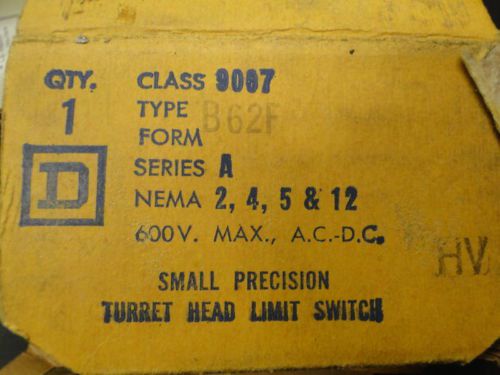 QTY. CLASS 9007
1 TYPE B62F
FORM
D SERIES A
NEMA 2, 4, 5 & 12
600V. MAX., A.C.-D.C.
HV
SMALL PRECISION
TURRET HEAD LIMIT SWITCH